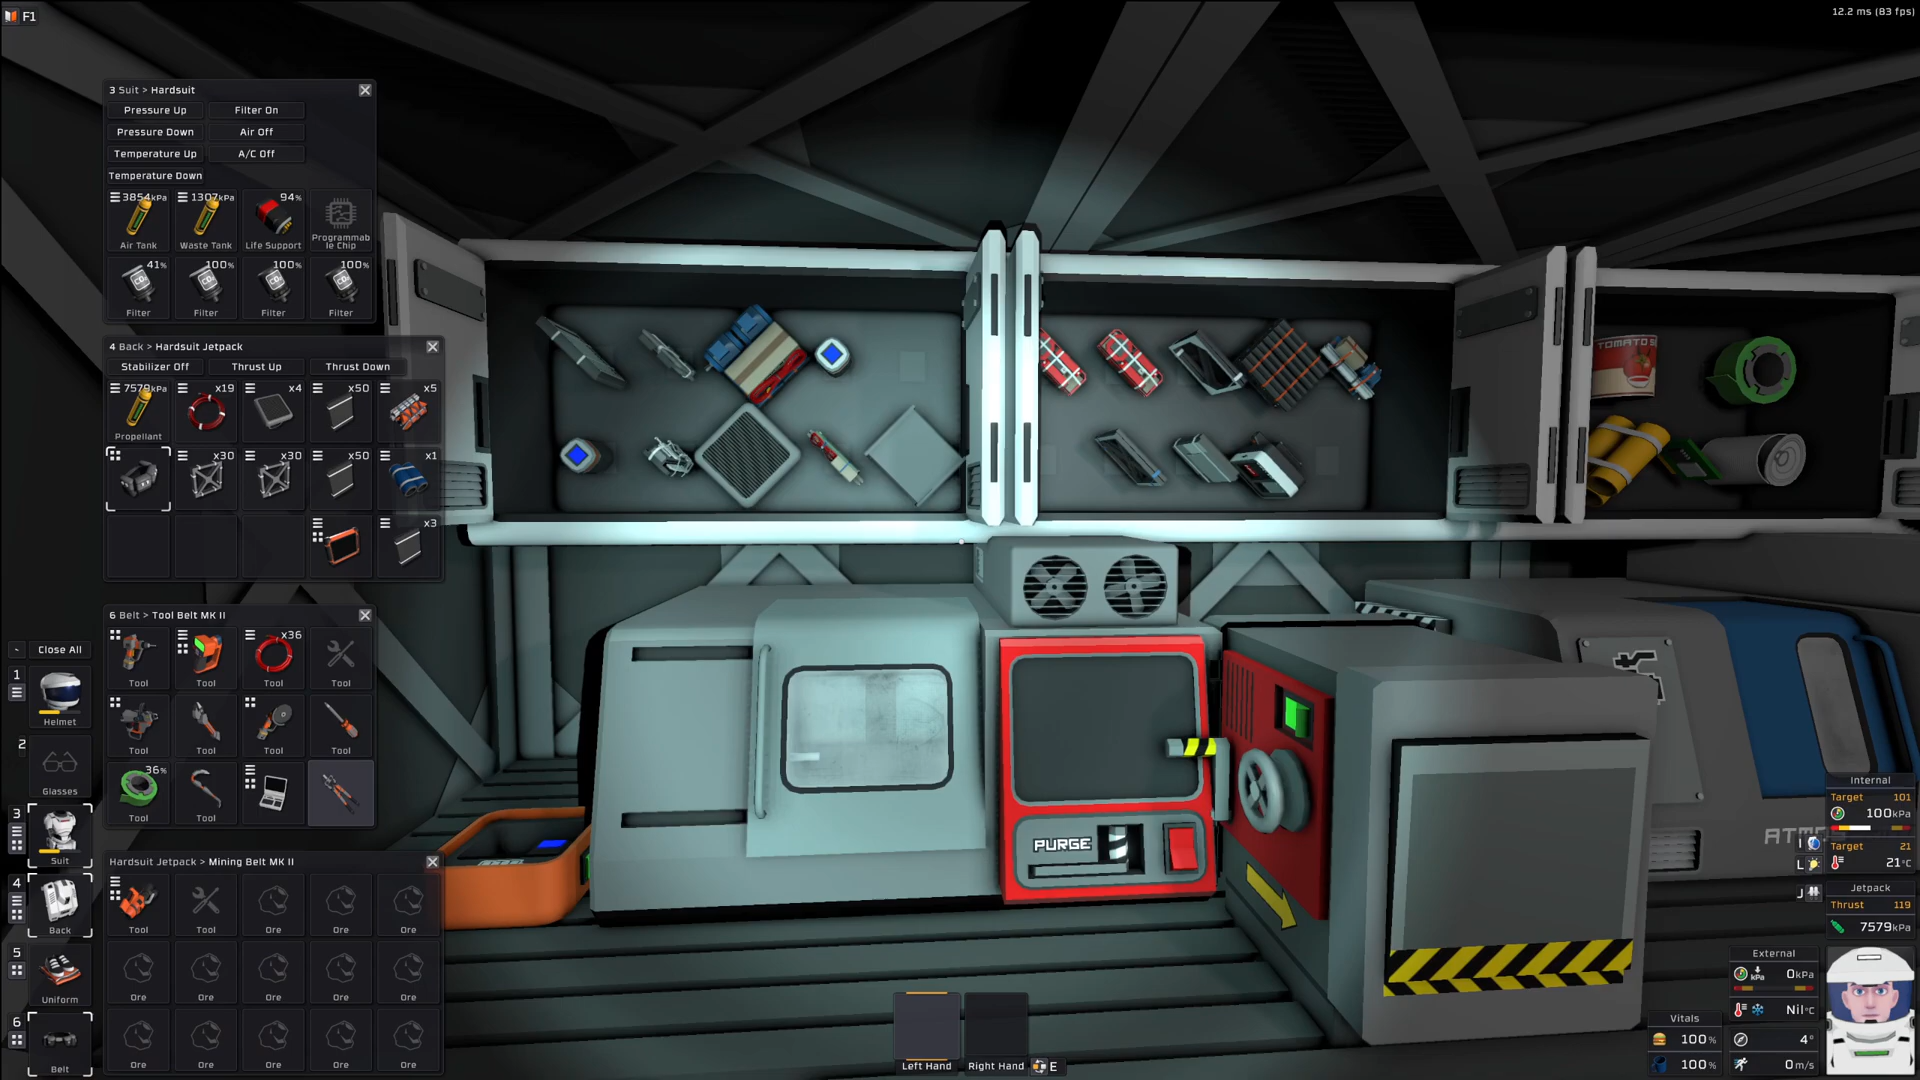 F1
12.2 ms (83 fps)
3 Suit > Hardsuit
Pressure Up Filter On
Pressure Down Air Off
Temperature Up A/C Off
Temperature Down
3854kPa 1307kPa 94%
Air Tank Waste Tank Life Support Programmab
le Chip
41% 100% 100% 100%
Filter Filter Filter Filter
4 Back > Hardsuit Jetpack
Stabilizer Off Thrust Up Thrust Down
7579kPa x19 x4 x50 x5
Propellant
x30 x30 x50 x1
x3
6 Belt > Tool Belt MK II
x36
Tool Tool Tool Tool
Tool Tool Tool Tool
36%
Tool Tool Tool Tool
Hardsuit Jetpack > Mining Belt MK II
Tool Tool Ore Ore Ore
Ore Ore Ore Ore Ore
Ore Ore Ore Ore Ore
- Close All
1
Helmet
2
Glasses
3
Suit
4
Back
5
Uniform
6
Belt
TOMATO
PURGE
Left Hand Right Hand E
Internal
Target 101
100kPa
Target 21
21°C
I
L
J
Jetpack
Thrust 119
7579kPa
External
kPa 0kPa
Nil°C
4°
0m/s
Vitals
100%
100%